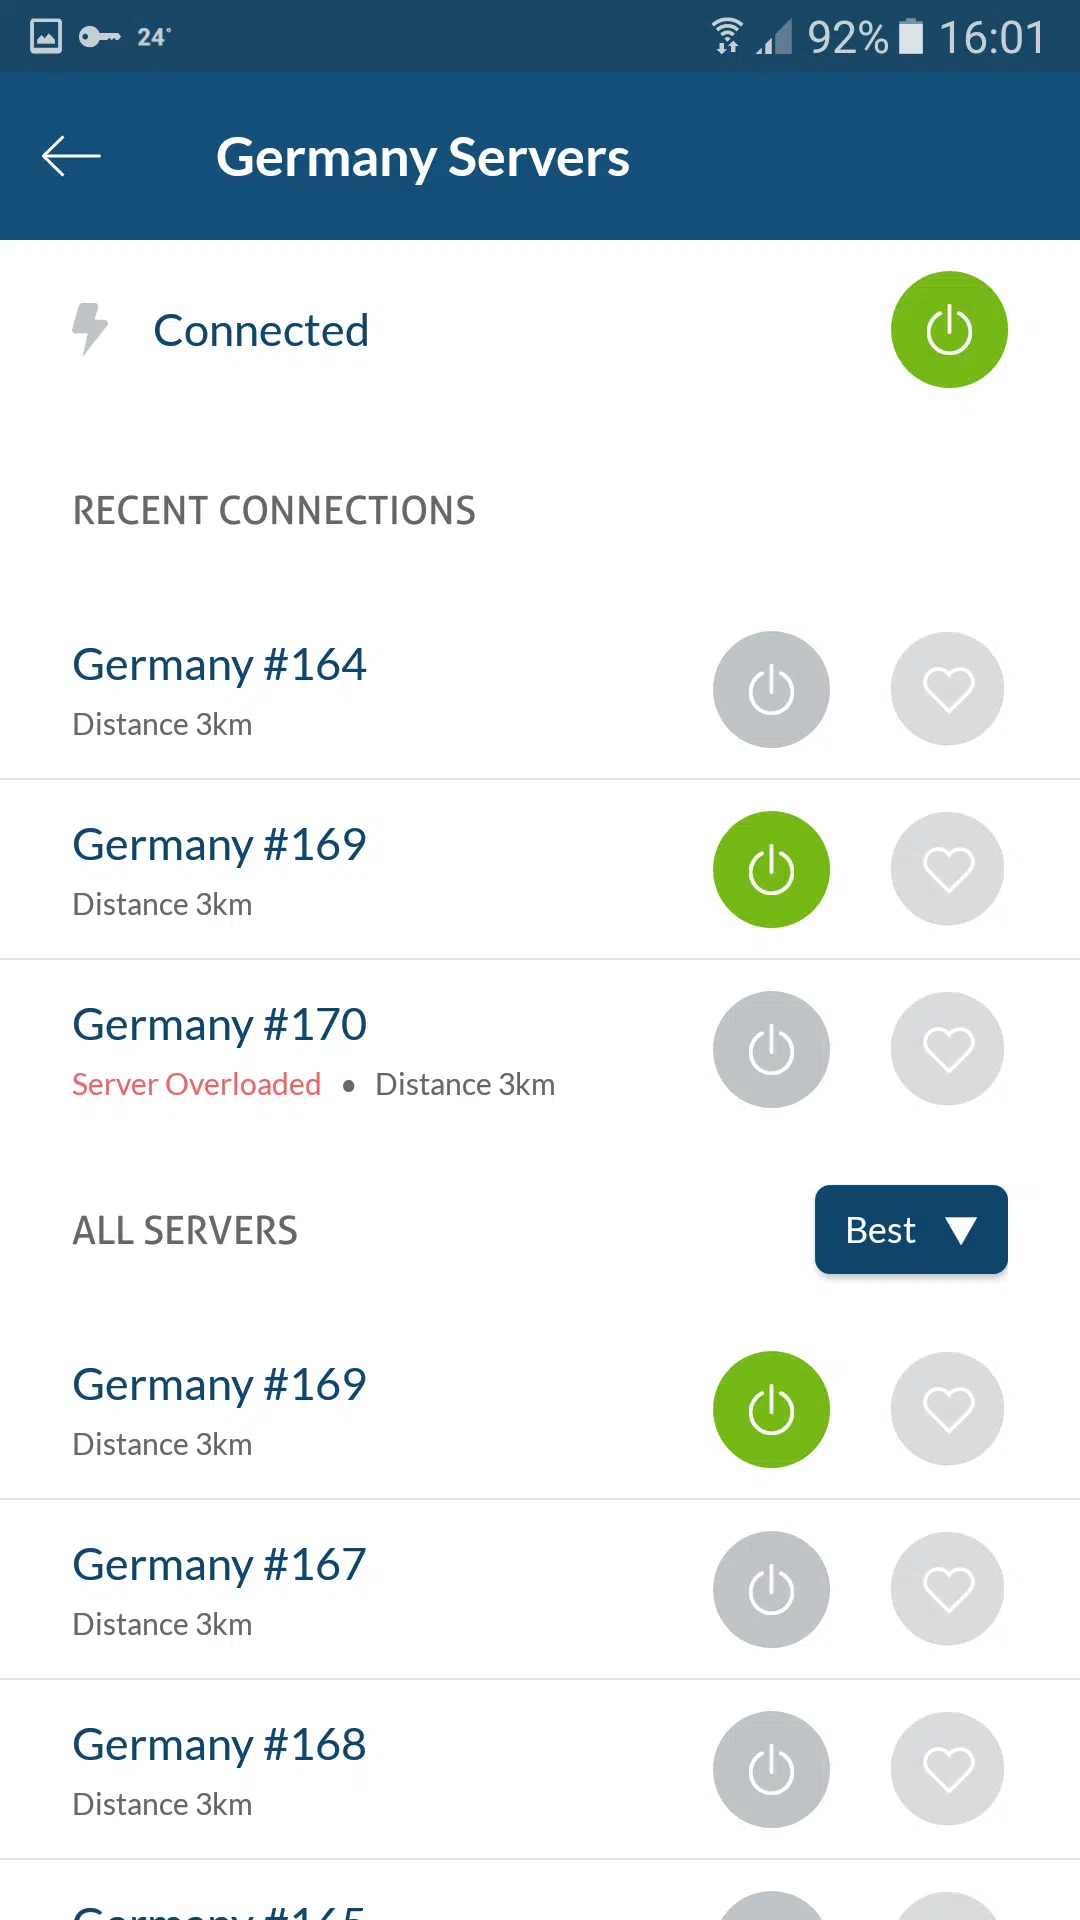 24° 92% 16:01
Germany Servers
Connected
RECENT CONNECTIONS
Germany #164
Distance 3km
Germany #169
Distance 3km
Germany #170
Server Overloaded • Distance 3km
ALL SERVERS
Best ▼
Germany #169
Distance 3km
Germany #167
Distance 3km
Germany #168
Distance 3km
Germany #165